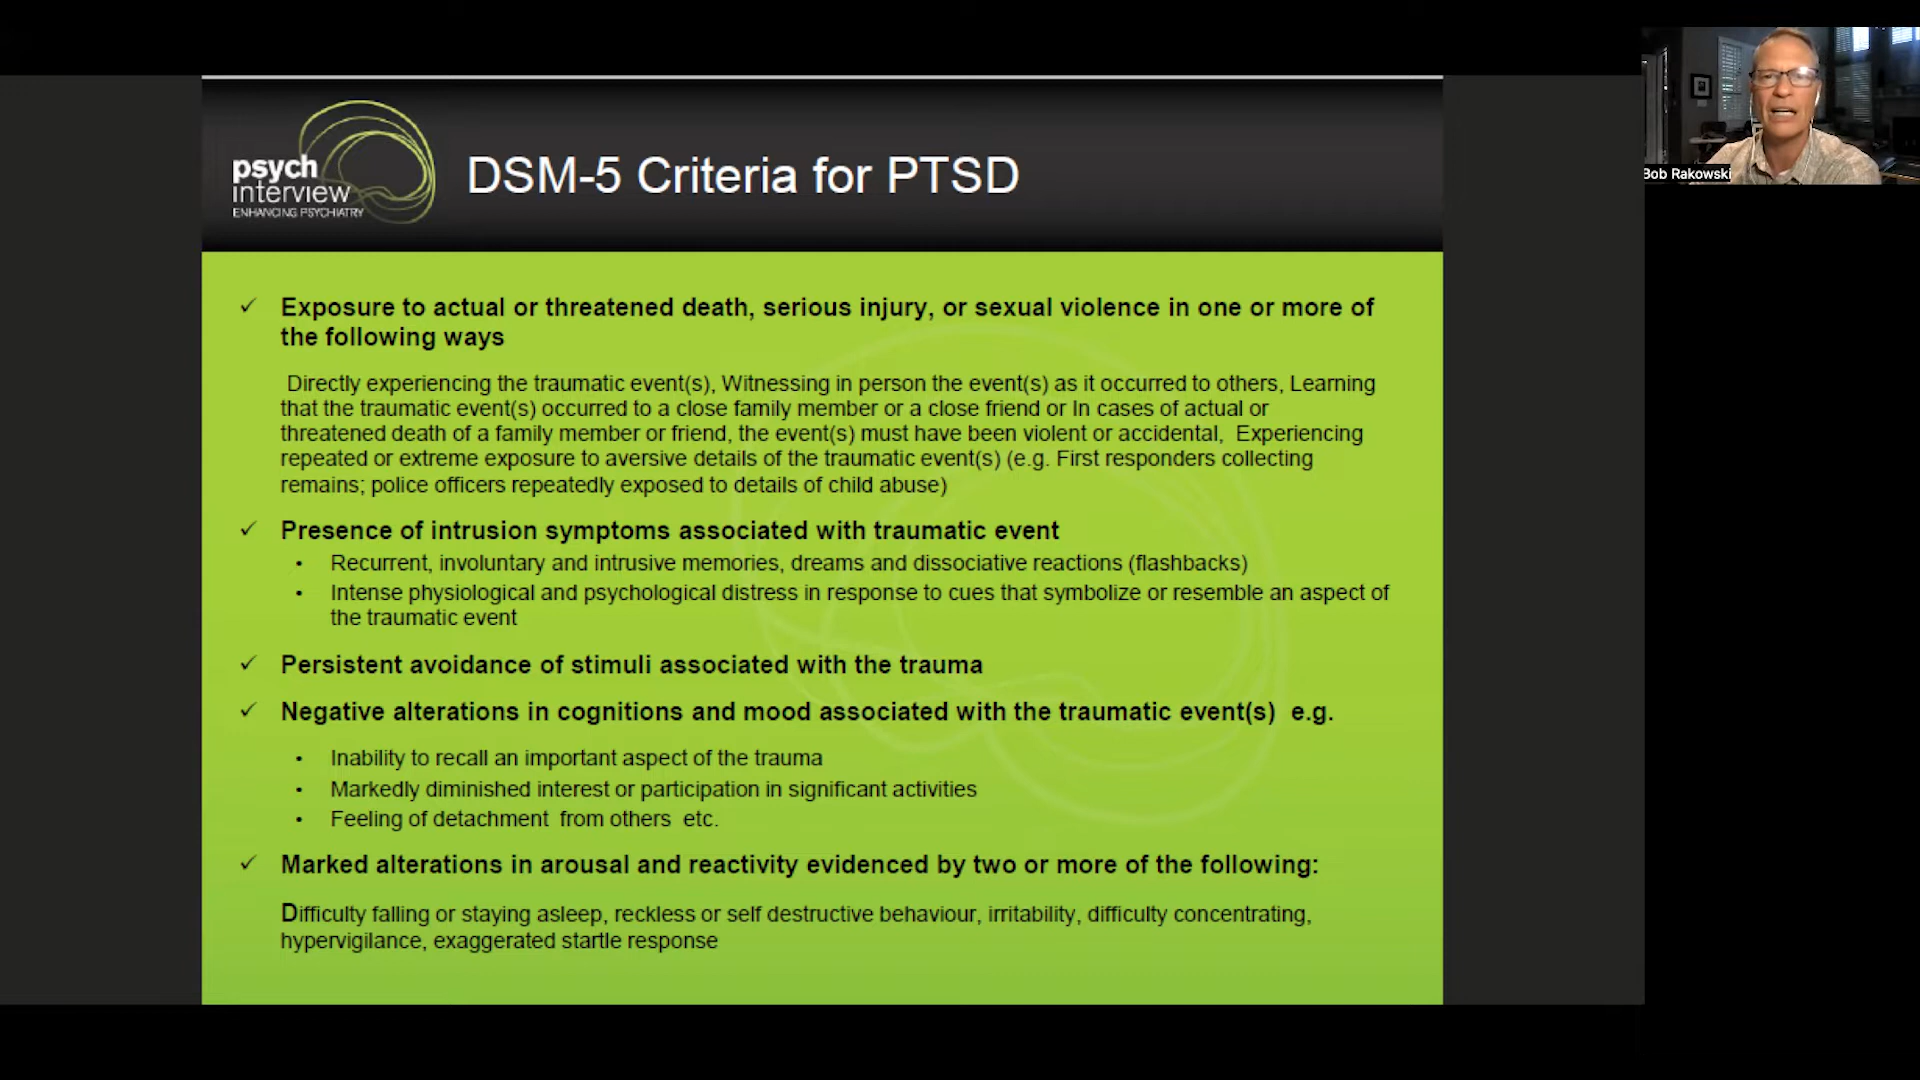 psych
interview
ENHANCING PSYCHIATRY
DSM-5 Criteria for PTSD
Bob Rakowski
✓ Exposure to actual or threatened death, serious injury, or sexual violence in one or more of
the following ways
Directly experiencing the traumatic event(s), Witnessing in person the event(s) as it occurred to others, Learning
that the traumatic event(s) occurred to a close family member or a close friend or In cases of actual or
threatened death of a family member or friend, the event(s) must have been violent or accidental, Experiencing
repeated or extreme exposure to aversive details of the traumatic event(s) (e.g. First responders collecting
remains; police officers repeatedly exposed to details of child abuse)
✓ Presence of intrusion symptoms associated with traumatic event
• Recurrent, involuntary and intrusive memories, dreams and dissociative reactions (flashbacks)
• Intense physiological and psychological distress in response to cues that symbolize or resemble an aspect of
the traumatic event
✓ Persistent avoidance of stimuli associated with the trauma
✓ Negative alterations in cognitions and mood associated with the traumatic event(s) e.g.
• Inability to recall an important aspect of the trauma
• Markedly diminished interest or participation in significant activities
• Feeling of detachment from others etc.
✓ Marked alterations in arousal and reactivity evidenced by two or more of the following:
Difficulty falling or staying asleep, reckless or self destructive behaviour, irritability, difficulty concentrating,
hypervigilance, exaggerated startle response